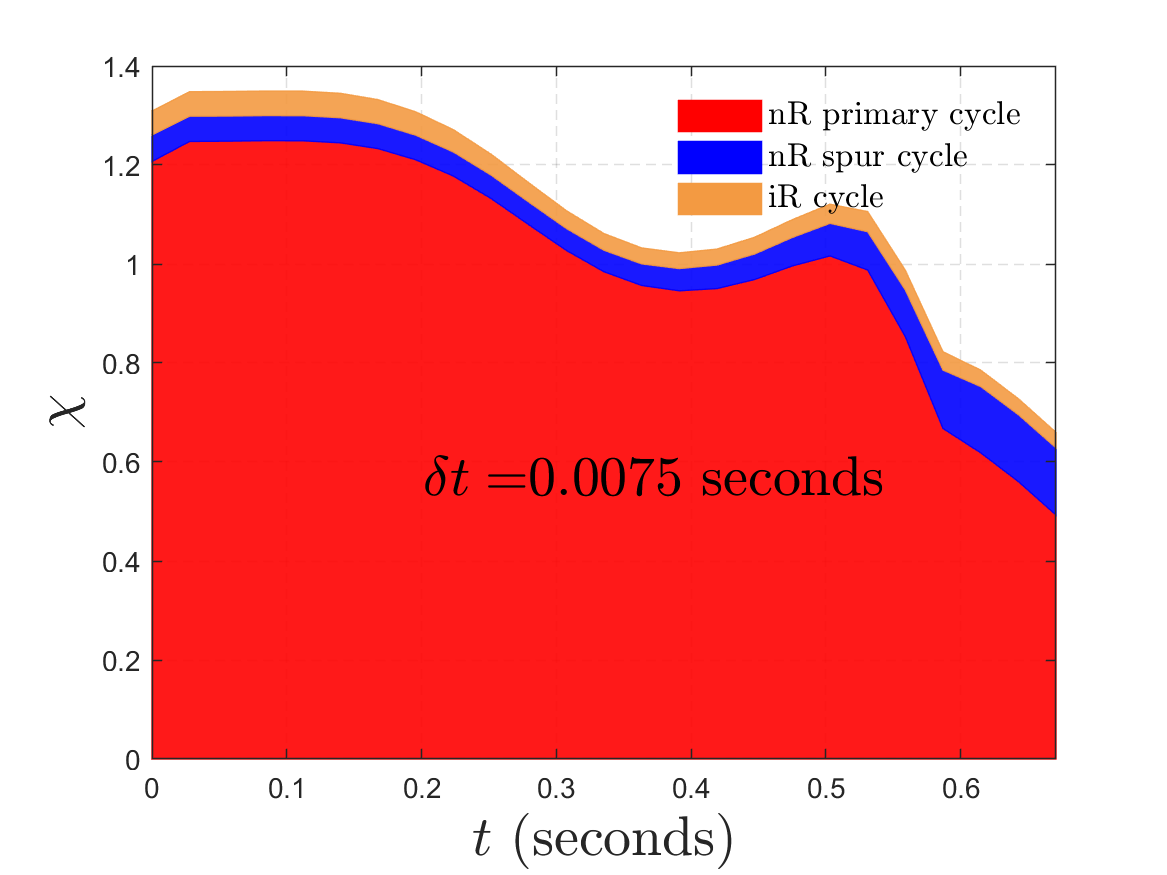 1.4
1.2
1
0.8
0.6
0.4
0.2
0
χ
nR primary cycle
nR spur cycle
iR cycle
δt =0.0075 seconds
0 0.1 0.2 0.3 0.4 0.5 0.6
t (seconds)